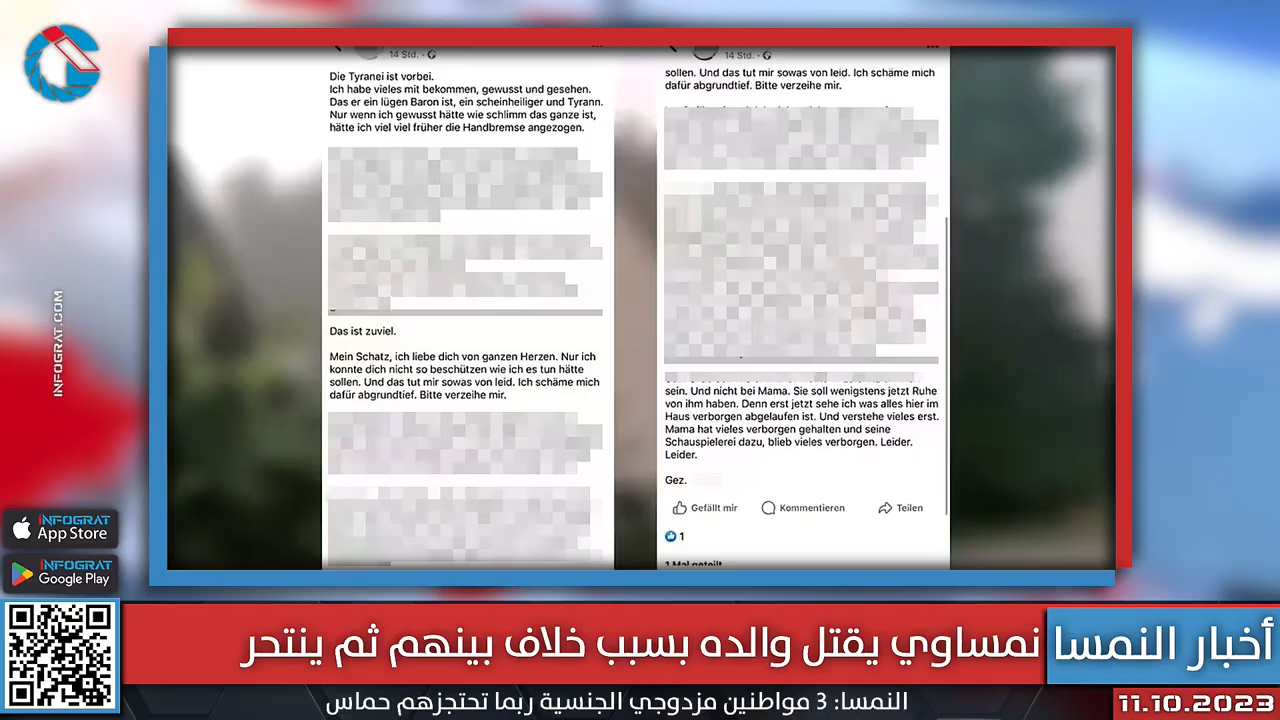 14 Std.
Die Tyranei ist vorbei.
Ich habe vieles mit bekommen, gewusst und gesehen.
Das er ein lügen Baron ist, ein scheinheiliger und Tyrann.
Nur wenn ich gewusst hätte wie schlimm das ganze ist,
hätte ich viel viel früher die Handbremse angezogen.
Das ist zuviel.
Mein Schatz, ich liebe dich von ganzen Herzen. Nur ich
konnte dich nicht so beschützen wie ich es tun hätte
sollen. Und das tut mir sowas von leid. Ich schäme mich
dafür abgrundtief. Bitte verzeihe mir.
14 Std.
sollen. Und das tut mir sowas von leid. Ich schäme mich
dafür abgrundtief. Bitte verzeihe mir.
sein. Und nicht bei Mama. Sie soll wenigstens jetzt Ruhe
von ihm haben. Denn erst jetzt sehe ich was alles hier im
Haus verborgen abgelaufen ist. Und verstehe vieles erst.
Mama hat vieles verborgen gehalten und seine
Schauspielerei dazu, blieb vieles verborgen. Leider.
Leider.
Gez.
Gefällt mir Kommentieren Teilen
1
1 Mal geteilt
INFOGRAT.COM
INFOGRAT
App Store
INFOGRAT
Google Play
أخبار النمسا
نمساوي يقتل والده بسبب خلاف بينهم ثم ينتحر
النمسا: 3 مواطنين مزدوجي الجنسية ربما تحتجزهم حماس
11.10.2023